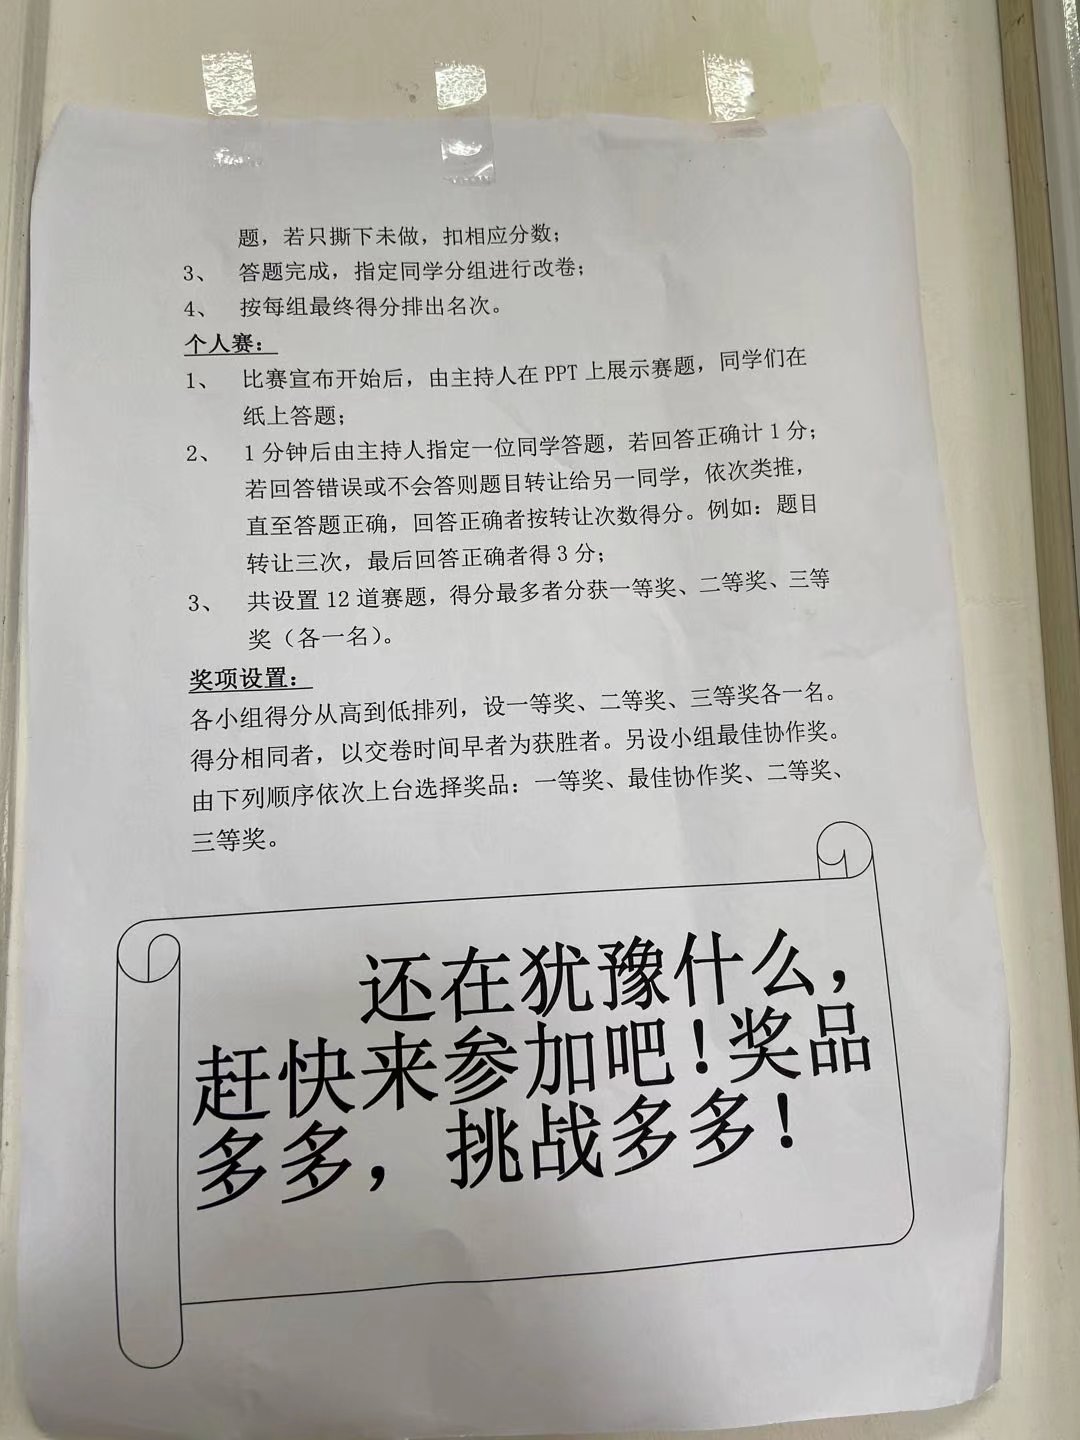 题，若只撕下未做，扣相应分数；
3、 答题完成，指定同学分组进行改卷；
4、 按每组最终得分排出名次。
个人赛：
1、 比赛宣布开始后，由主持人在 PPT 上展示赛题，同学们在
纸上答题；
2、 1 分钟后由主持人指定一位同学答题，若回答正确计 1 分；
若回答错误或不会答则题目转让给另一同学，依次类推，
直至答题正确，回答正确者按转让次数得分。例如：题目
转让三次，最后回答正确者得 3 分；
3、 共设置 12 道赛题，得分最多者分获一等奖、二等奖、三等
奖（各一名）。
奖项设置：
各小组得分从高到低排列，设一等奖、二等奖、三等奖各一名。
得分相同者，以交卷时间早者为获胜者。另设小组最佳协作奖。
由下列顺序依次上台选择奖品：一等奖、最佳协作奖、二等奖、
三等奖。
还在犹豫什么，
赶快来参加吧！奖品
多多，挑战多多！